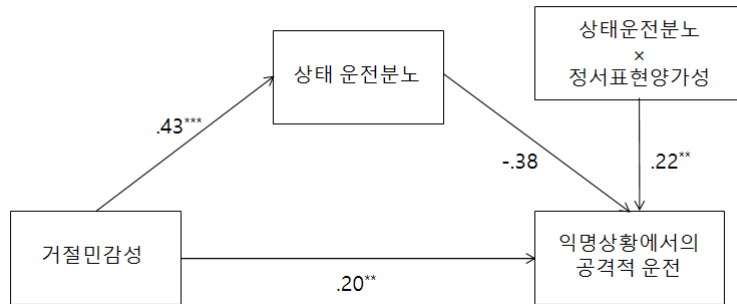 상태운전분노
×
정서표현양가성
상태 운전분노
.43***
-.38
.22**
거절민감성
익명상황에서의
공격적 운전
.20**